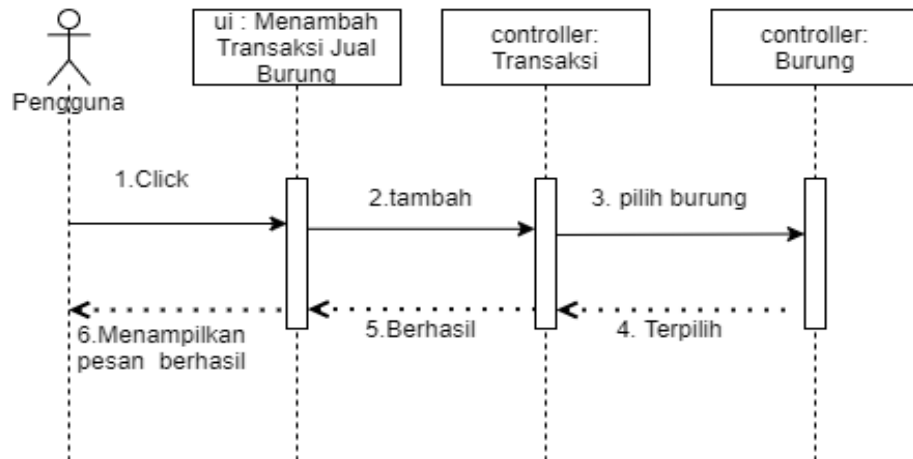 ui : Menambah
Transaksi Jual
Burung
controller:
Transaksi
controller:
Burung
Pengguna
1.Click
2.tambah
3. pilih burung
4. Terpilih
5.Berhasil
6.Menampilkan
pesan berhasil